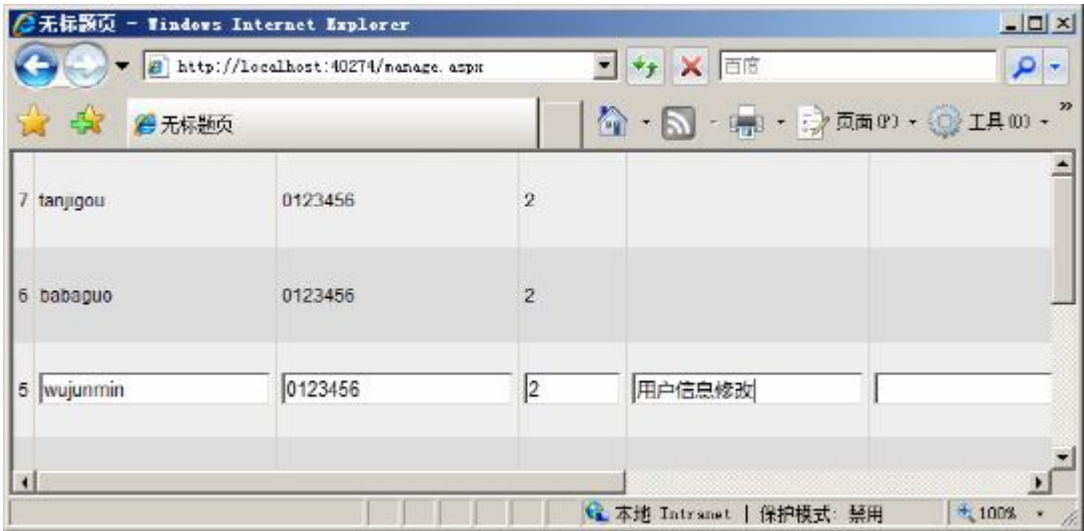 无标题页 - Windows Internet Explorer
http://localhost:40274/manage.aspx
百度
无标题页
页面(P)
工具(O)
»
7 tanjigou 0123456 2
6 babaguo 0123456 2
5 wujunmin 0123456 2 用户信息修改
本地 Intranet | 保护模式: 禁用
100%